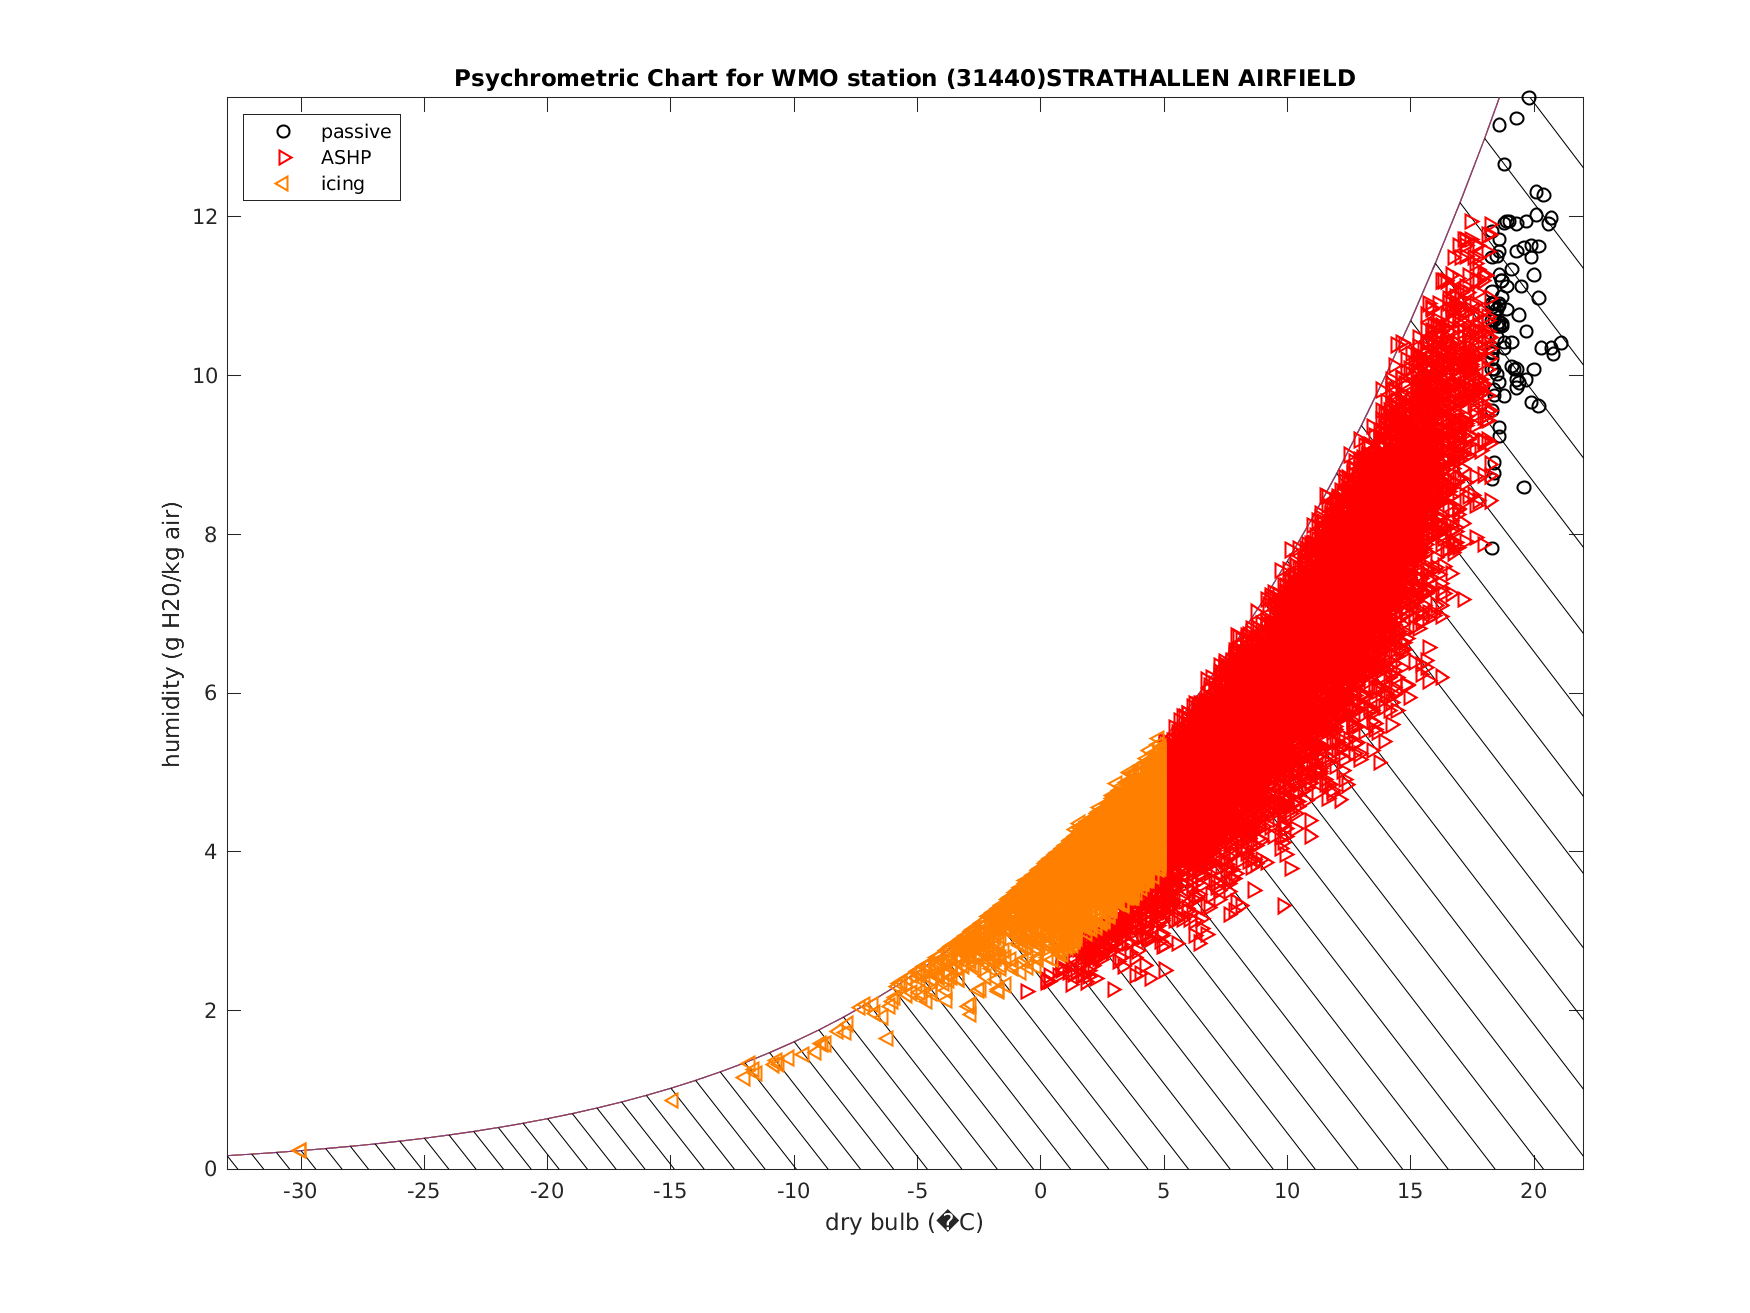 Psychrometric Chart for WMO station (31440)STRATHALLEN AIRFIELD
passive
ASHP
icing
humidity (g H20/kg air)
12
10
8
6
4
2
0
-30 -25 -20 -15 -10 -5 0 5 10 15 20
dry bulb (�C)